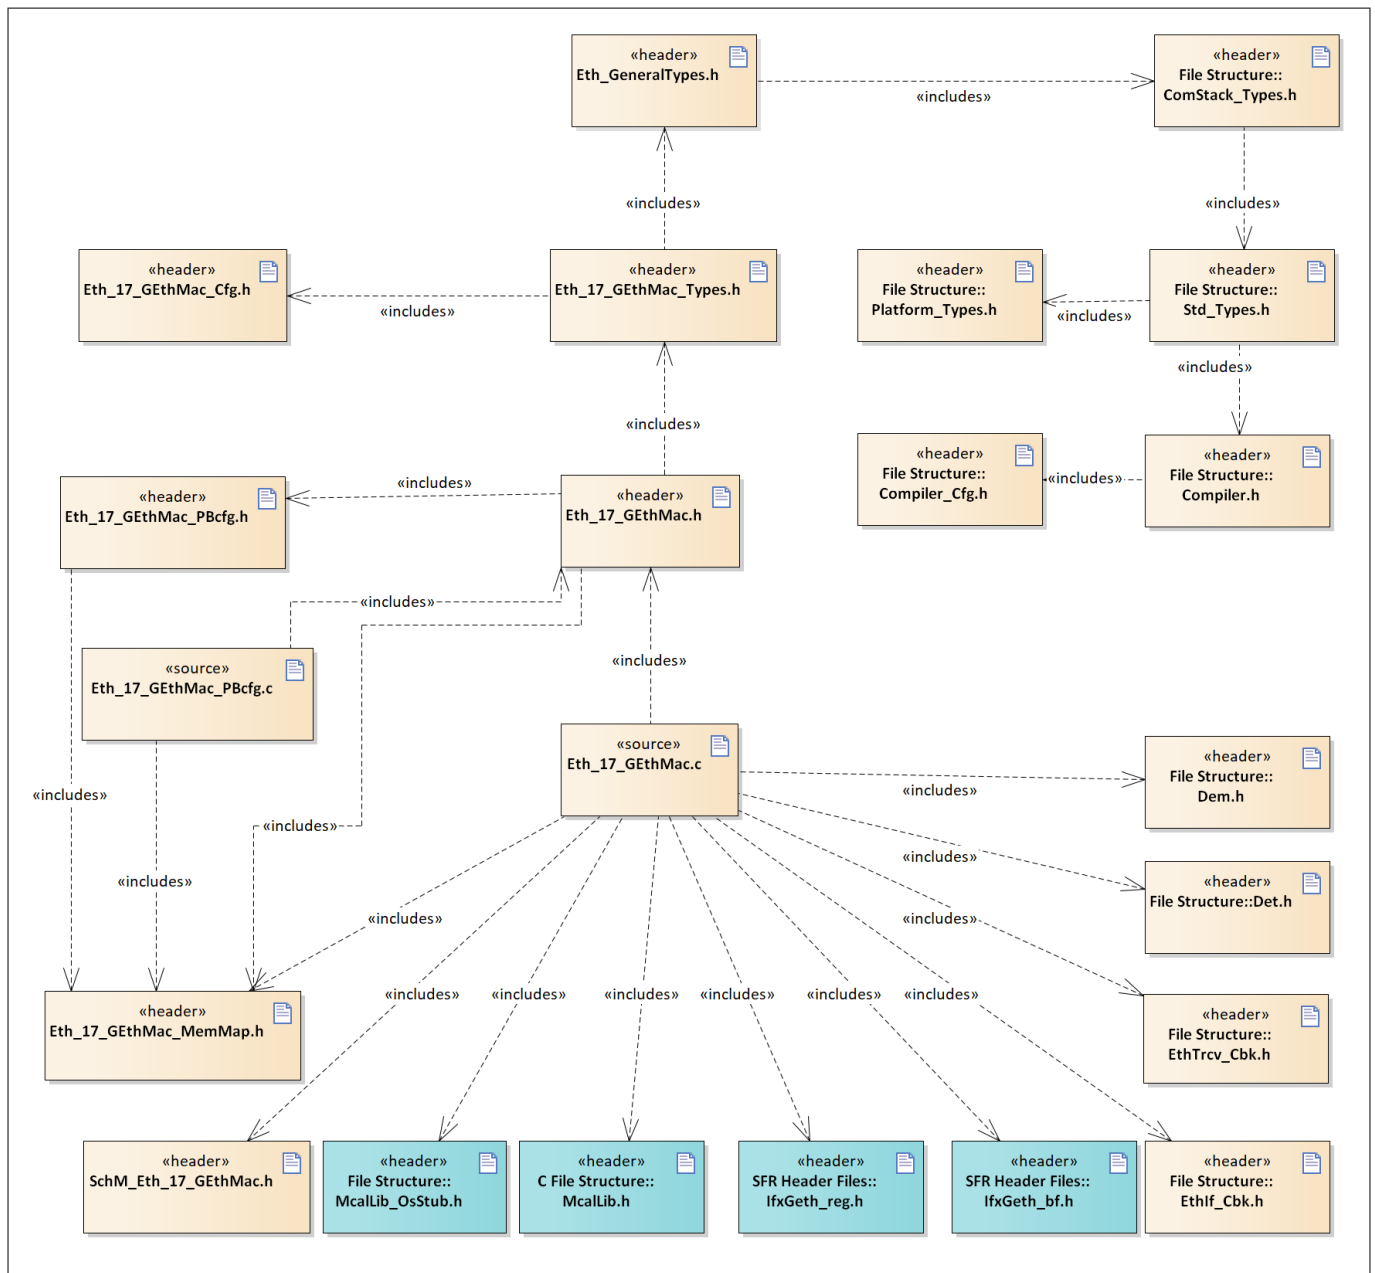 «header»
Eth_GeneralTypes.h
«header»
File Structure::
ComStack_Types.h
«includes»
«includes»
«includes»
«header»
Eth_17_GEthMac_Cfg.h
«header»
Eth_17_GEthMac_Types.h
«header»
File Structure::
Platform_Types.h
«header»
File Structure::
Std_Types.h
«includes»
«includes»
«includes»
«includes»
«header»
File Structure::
Compiler_Cfg.h
«includes»
«header»
File Structure::
Compiler.h
«header»
Eth_17_GEthMac_PBcfg.h
«includes»
«header»
Eth_17_GEthMac.h
«includes»
«source»
Eth_17_GEthMac_PBcfg.c
«includes»
«source»
Eth_17_GEthMac.c
«header»
File Structure::
Dem.h
«includes»
«includes»
«includes»
«includes»
«includes»
«header»
File Structure::Det.h
«includes»
«includes»
«includes»
«includes»
«includes»
«includes»
«includes»
«includes»
«includes»
«header»
Eth_17_GEthMac_MemMap.h
«header»
File Structure::
EthTrcv_Cbk.h
«header»
SchM_Eth_17_GEthMac.h
«header»
File Structure::
McalLib_OsStub.h
«header»
C File Structure::
McalLib.h
«header»
SFR Header Files::
IfxGeth_reg.h
«header»
SFR Header Files::
IfxGeth_bf.h
«header»
File Structure::
EthIf_Cbk.h